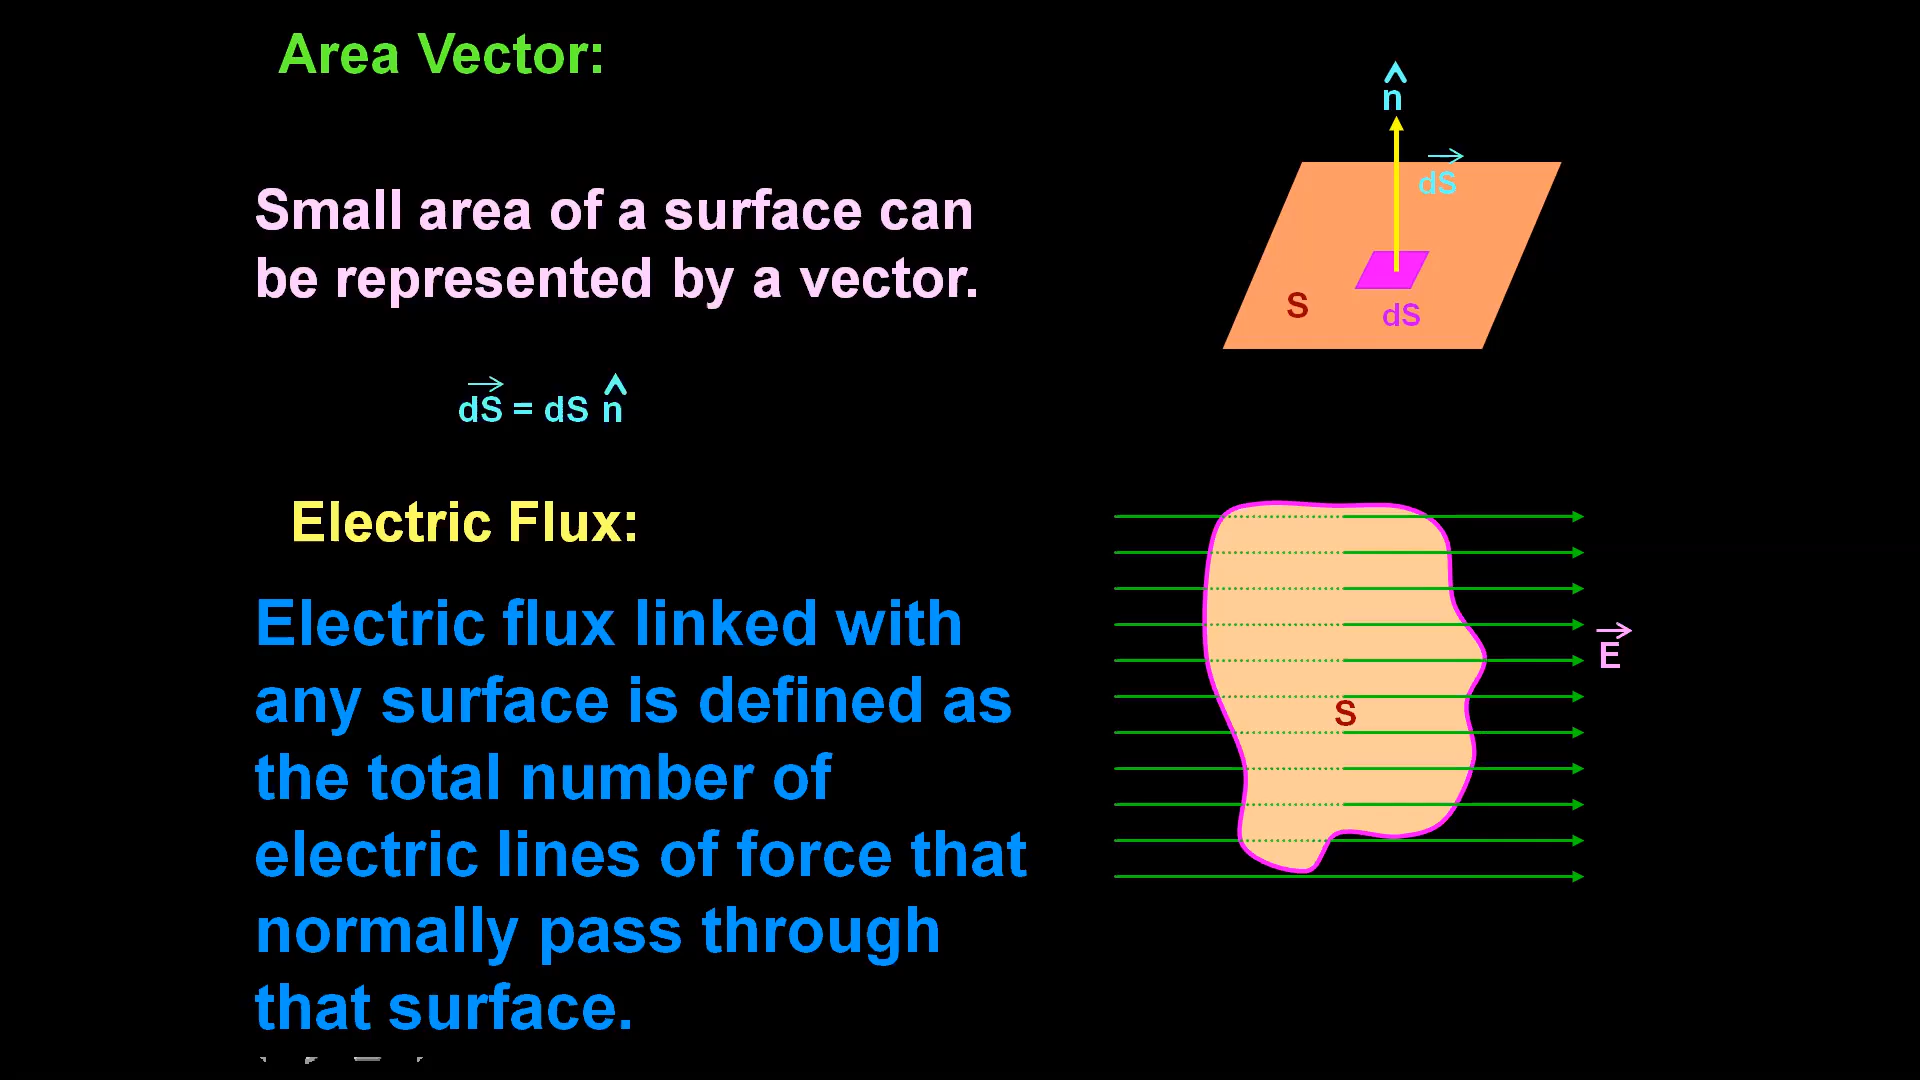 Area Vector:
Small area of a surface can
be represented by a vector.
→dS = dS n̂
Electric Flux:
Electric flux linked with
any surface is defined as
the total number of
electric lines of force that
normally pass through
that surface.
n̂
→dS
S
dS
→E
S